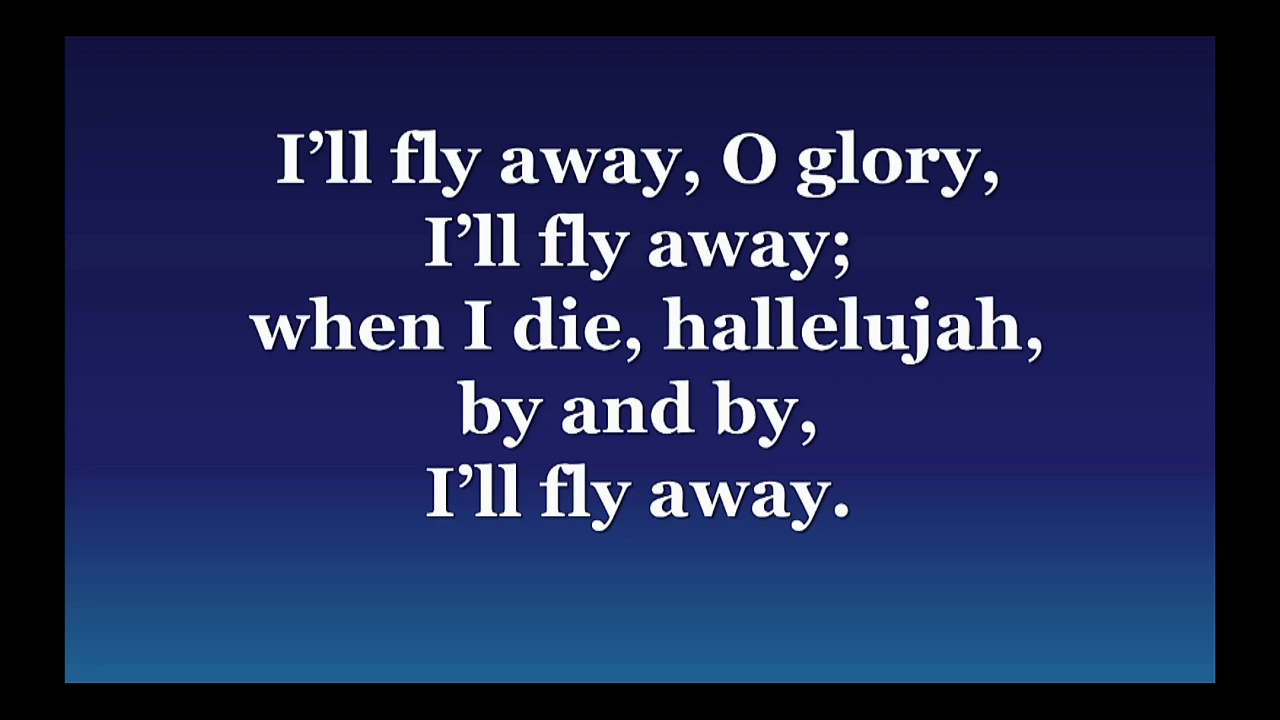 I’ll fly away, O glory,
I’ll fly away;
when I die, hallelujah,
by and by,
I’ll fly away.